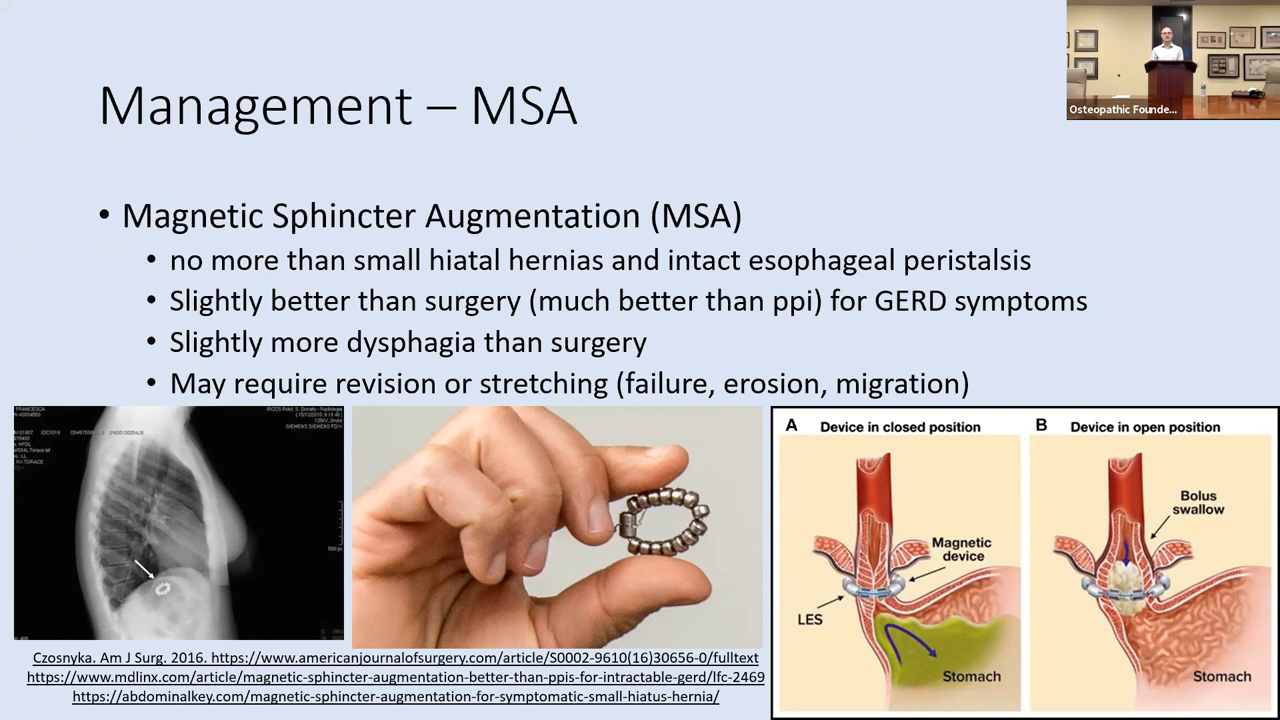 Management – MSA
Osteopathic Founde...
• Magnetic Sphincter Augmentation (MSA)
• no more than small hiatal hernias and intact esophageal peristalsis
• Slightly better than surgery (much better than ppi) for GERD symptoms
• Slightly more dysphagia than surgery
• May require revision or stretching (failure, erosion, migration)
FRANCESCA
500 px
A Device in closed position
Magnetic
device
LES
Stomach
B Device in open position
Bolus
swallow
Stomach
Czosnyka. Am J Surg. 2016. https://www.americanjournalofsurgery.com/article/S0002-9610(16)30656-0/fulltext
https://www.mdlinx.com/article/magnetic-sphincter-augmentation-better-than-ppis-for-intractable-gerd/lfc-2469
https://abdominalkey.com/magnetic-sphincter-augmentation-for-symptomatic-small-hiatus-hernia/